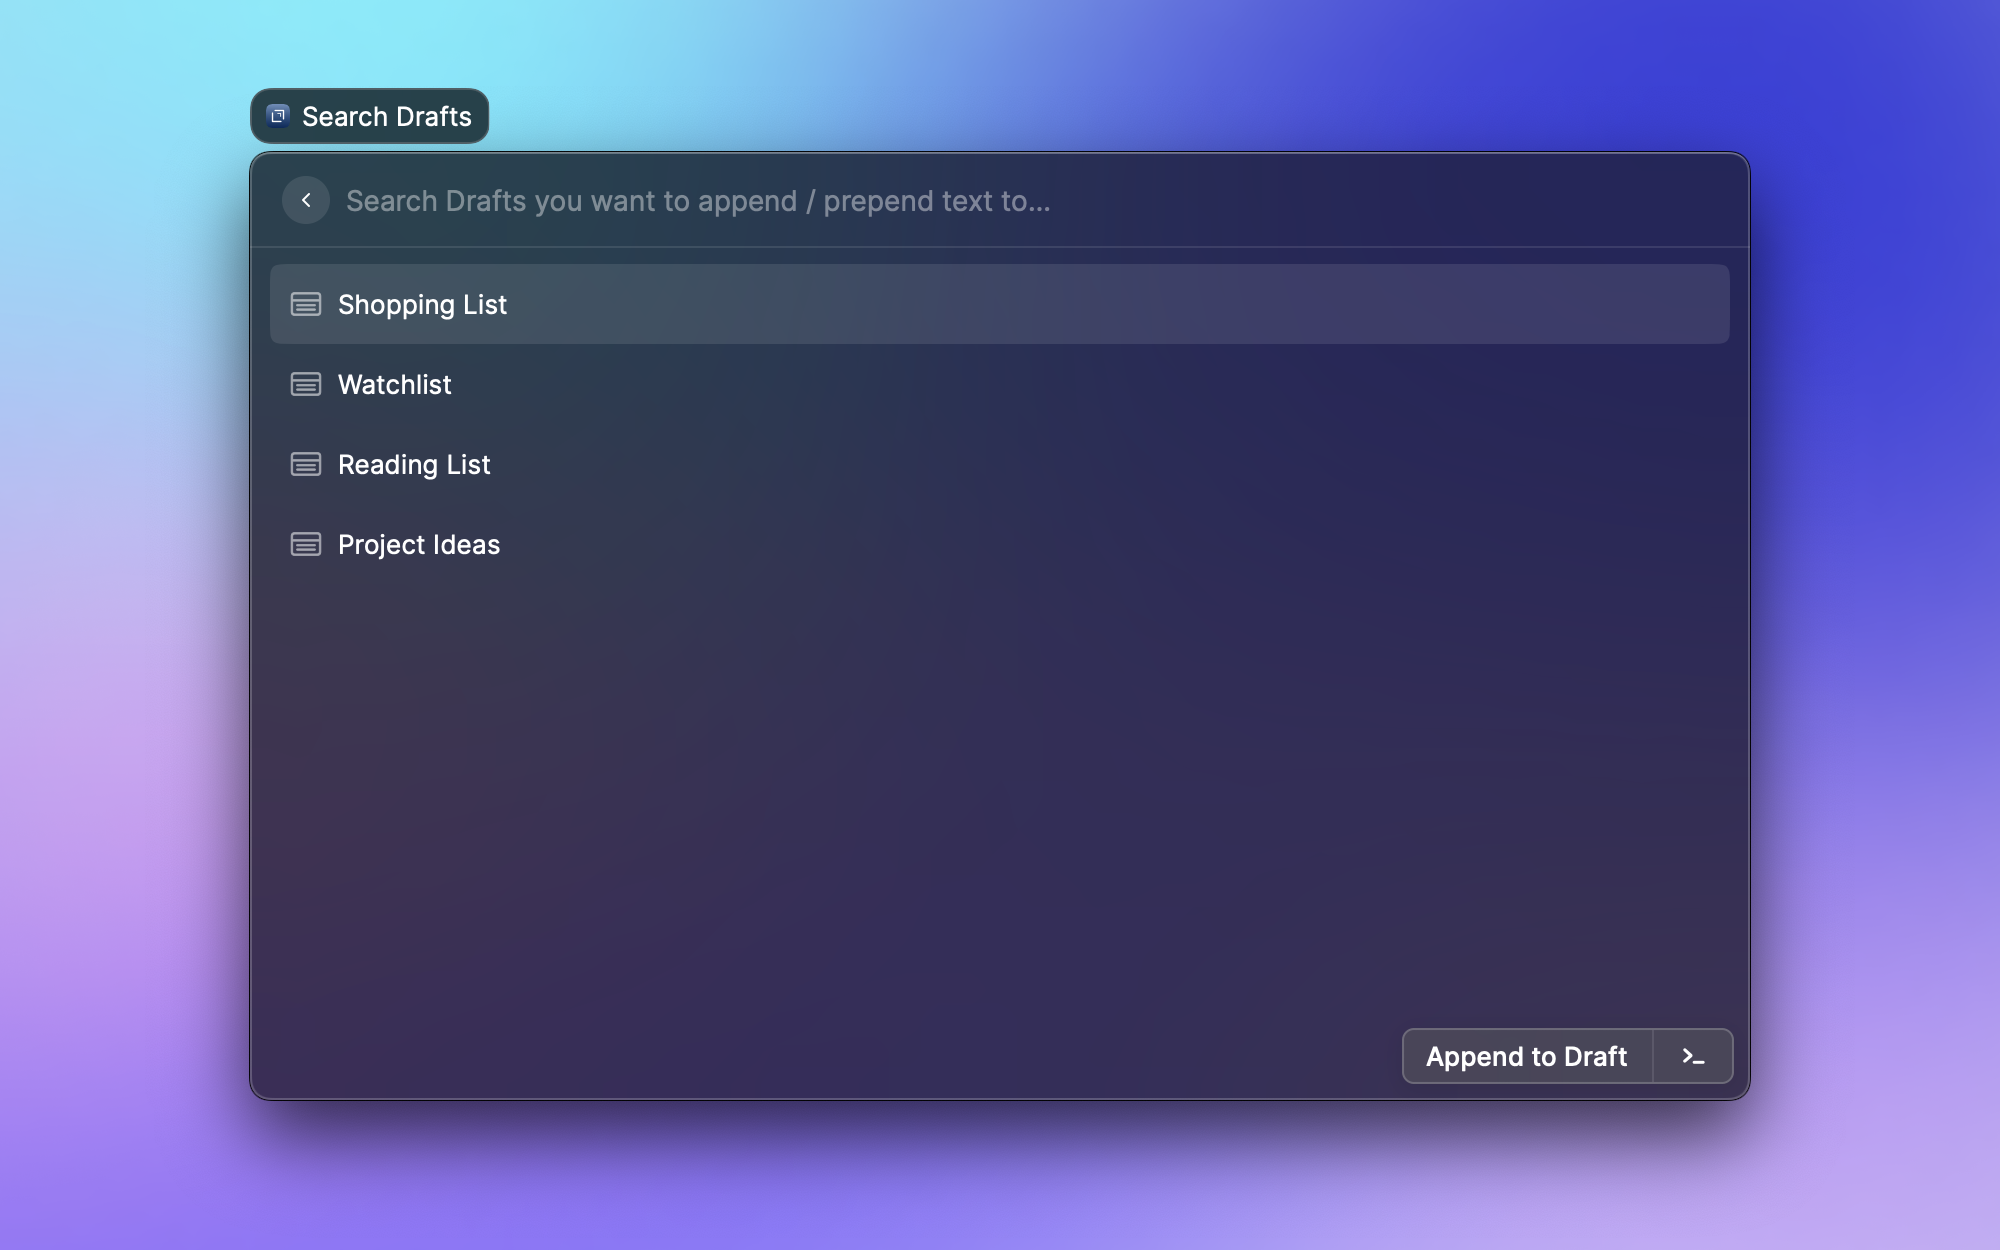 Search Drafts
Search Drafts you want to append / prepend text to...
Shopping List
Watchlist
Reading List
Project Ideas
Append to Draft